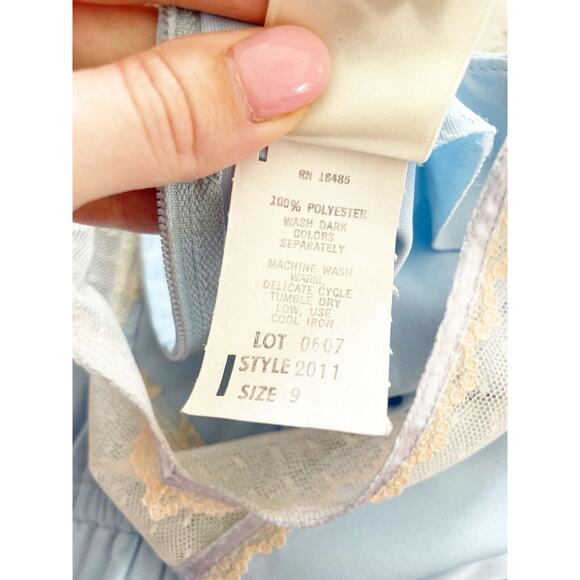 RN 18485
100% POLYESTER
WASH DARK
COLORS
SEPARATELY
MACHINE WASH
WARM,
DELICATE CYCLE
TUMBLE DRY
LOW, USE
COOL IRON
LOT 0607
STYLE 2011
SIZE 9